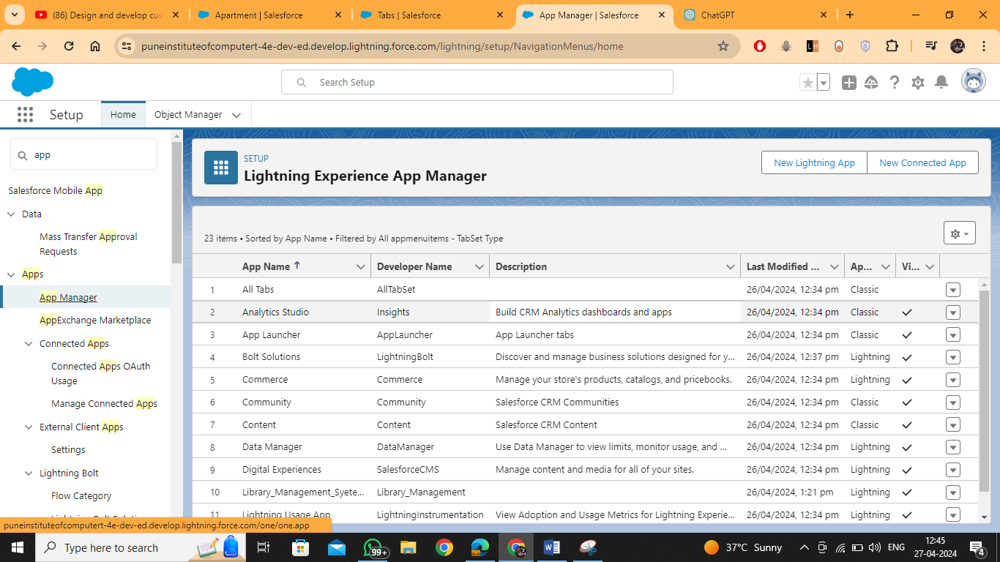 (86) Design and develop cus
Apartment | Salesforce
Tabs | Salesforce
App Manager | Salesforce
ChatGPT
puneinstituteofcomputert-4e-dev-ed.develop.lightning.force.com/lightning/setup/NavigationMenus/home
Search Setup
Setup
Home
Object Manager
app
Salesforce Mobile App
Data
Mass Transfer Approval
Requests
Apps
App Manager
AppExchange Marketplace
Connected Apps
Connected Apps OAuth
Usage
Manage Connected Apps
External Client Apps
Settings
Lightning Bolt
Flow Category
SETUP
Lightning Experience App Manager
New Lightning App
New Connected App
23 items • Sorted by App Name • Filtered by All appmenuitems - TabSet Type
App Name Developer Name Description Last Modified ... Ap... Vi...
1 All Tabs AllTabSet 26/04/2024, 12:34 pm Classic
2 Analytics Studio Insights Build CRM Analytics dashboards and apps 26/04/2024, 12:34 pm Classic
3 App Launcher AppLauncher App Launcher tabs 26/04/2024, 12:34 pm Classic
4 Bolt Solutions LightningBolt Discover and manage business solutions designed for y... 26/04/2024, 12:37 pm Lightning
5 Commerce Commerce Manage your store's products, catalogs, and pricebooks. 26/04/2024, 12:34 pm Lightning
6 Community Community Salesforce CRM Communities 26/04/2024, 12:34 pm Classic
7 Content Content Salesforce CRM Content 26/04/2024, 12:34 pm Classic
8 Data Manager DataManager Use Data Manager to view limits, monitor usage, and ... 26/04/2024, 12:34 pm Lightning
9 Digital Experiences SalesforceCMS Manage content and media for all of your sites. 26/04/2024, 12:34 pm Lightning
10 Library_Management_Syete... Library_Management 26/04/2024, 1:21 pm Lightning
11 Lightning Usage App LightningInstrumentation View Adoption and Usage Metrics for Lightning Experie... 26/04/2024, 12:34 pm Lightning
puneinstituteofcomputert-4e-dev-ed.develop.lightning.force.com/one/one.app
Type here to search
99+
37°C Sunny
ENG
12:45
27-04-2024
4